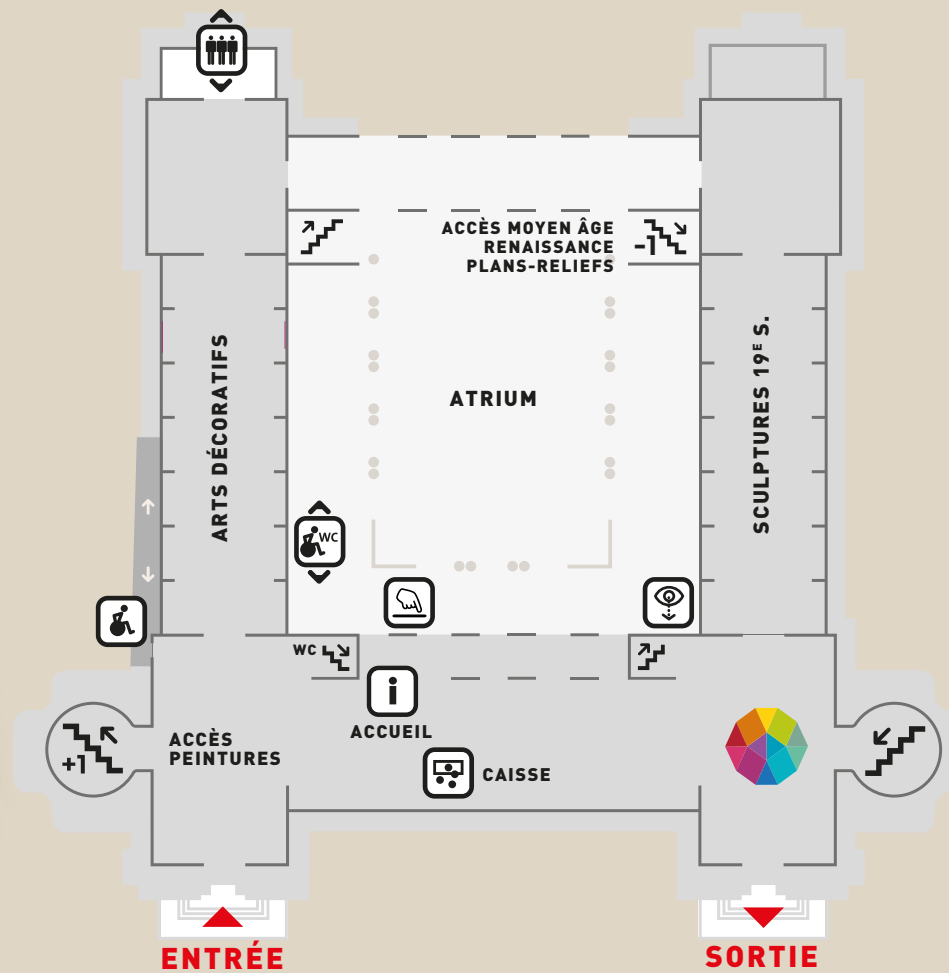 ACCÈS MOYEN ÂGE
RENAISSANCE
PLANS-RELIEFS
-1
ATRIUM
ARTS DÉCORATIFS
SCULPTURES 19E S.
WC
WC
i
ACCUEIL
ACCÈS
PEINTURES
+1
CAISSE
ENTRÉE
SORTIE